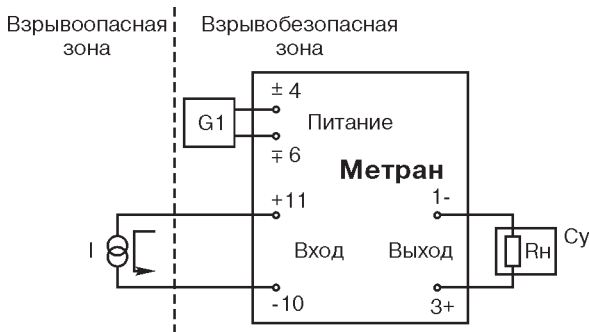 Взрывоопасная
зона
Взрывобезопасная
зона
± 4
G1
Питание
∓ 6
Метран
+11
1-
I
Вход
Выход
Rн
Су
-10
3+